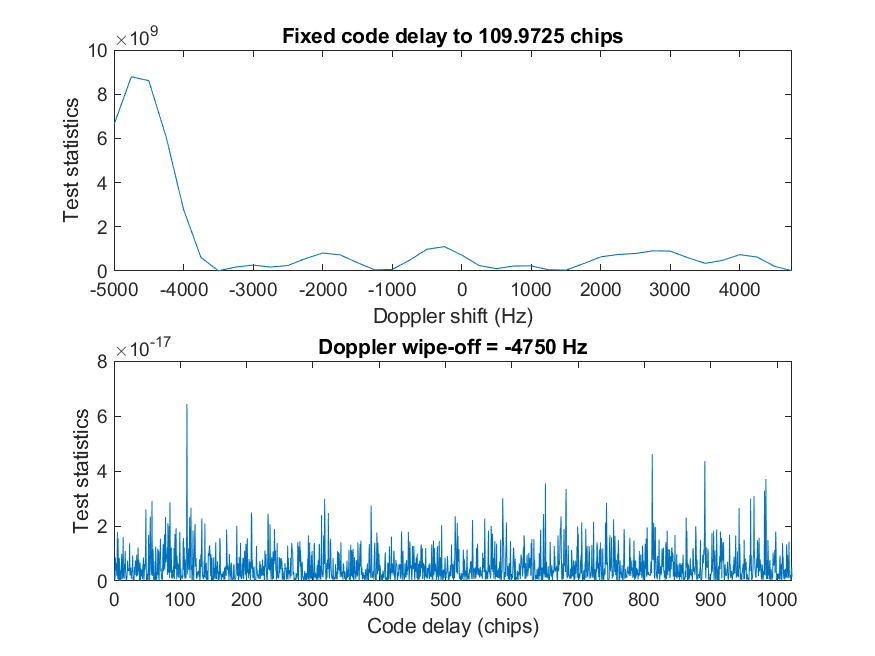 ×10^9
Fixed code delay to 109.9725 chips
10
8
6
4
2
0
Test statistics
-5000 -4000 -3000 -2000 -1000 0 1000 2000 3000 4000
Doppler shift (Hz)
×10^-17
Doppler wipe-off = -4750 Hz
8
6
4
2
0
Test statistics
0 100 200 300 400 500 600 700 800 900 1000
Code delay (chips)